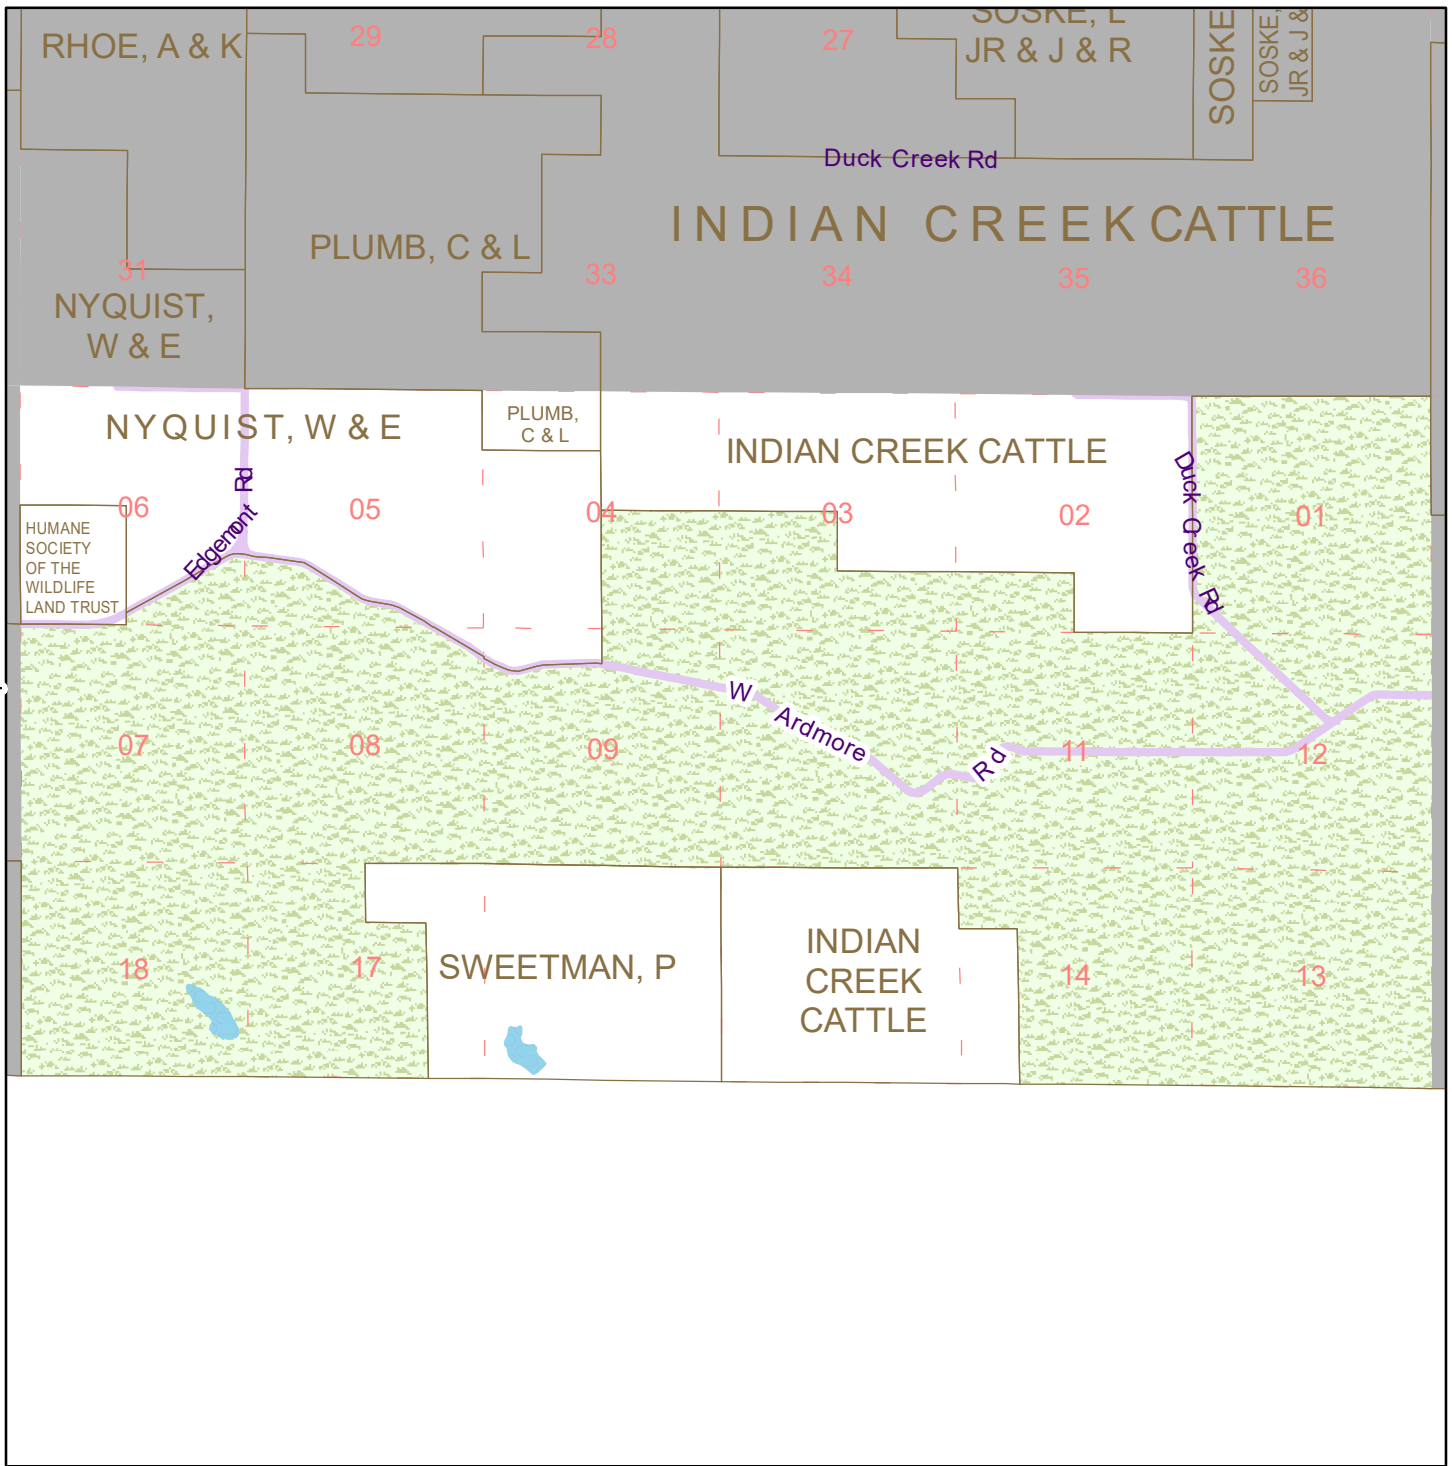 SOSKE, L
JR & J & R
RHOE, A & K
29
28
27
SOSKE
SOSKE,
JR & J &
Duck Creek Rd
INDIAN CREEK CATTLE
PLUMB, C & L
31
33
34
35
36
NYQUIST,
W & E
NYQUIST, W & E
PLUMB,
C & L
INDIAN CREEK CATTLE
Edgemont Rd
Duck Creek Rd
06
05
04
03
02
01
HUMANE
SOCIETY
OF THE
WILDLIFE
LAND TRUST
W Ardmore Rd
07
08
09
11
12
18
17
SWEETMAN, P
INDIAN
CREEK
CATTLE
14
13